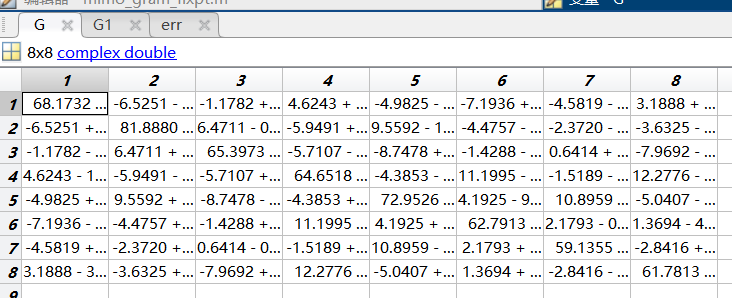 编辑器 - mimo_gram_fixpt.m 变量 - G
G G1 err
8x8 complex double
1 2 3 4 5 6 7 8
1 68.1732 ... -6.5251 - ... -1.1782 + ... 4.6243 + ... -4.9825 - ... -7.1936 + ... -4.5819 - ... 3.1888 + ...
2 -6.5251 + ... 81.8880 ... 6.4711 - 0... -5.9491 + ... 9.5592 - 1... -4.4757 - ... -2.3720 - ... -3.6325 - ...
3 -1.1782 - ... 6.4711 + ... 65.3973 ... -5.7107 - ... -8.7478 + ... -1.4288 - ... 0.6414 + ... -7.9692 - ...
4 4.6243 - 1... -5.9491 - ... -5.7107 + ... 64.6518 ... -4.3853 - ... 11.1995 - ... -1.5189 - ... 12.2776 - ...
5 -4.9825 + ... 9.5592 + ... -8.7478 - ... -4.3853 + ... 72.9526 ... 4.1925 - 9... 10.8959 ... -5.0407 - ...
6 -7.1936 - ... -4.4757 + ... -1.4288 + ... 11.1995 ... 4.1925 + ... 62.7913 ... 2.1793 - 0... 1.3694 - 4...
7 -4.5819 + ... -2.3720 + ... 0.6414 - 0... -1.5189 + ... 10.8959 - ... 2.1793 + ... 59.1355 ... -2.8416 + ...
8 3.1888 - 3... -3.6325 + ... -7.9692 + ... 12.2776 ... -5.0407 + ... 1.3694 + ... -2.8416 - ... 61.7813 ...
9